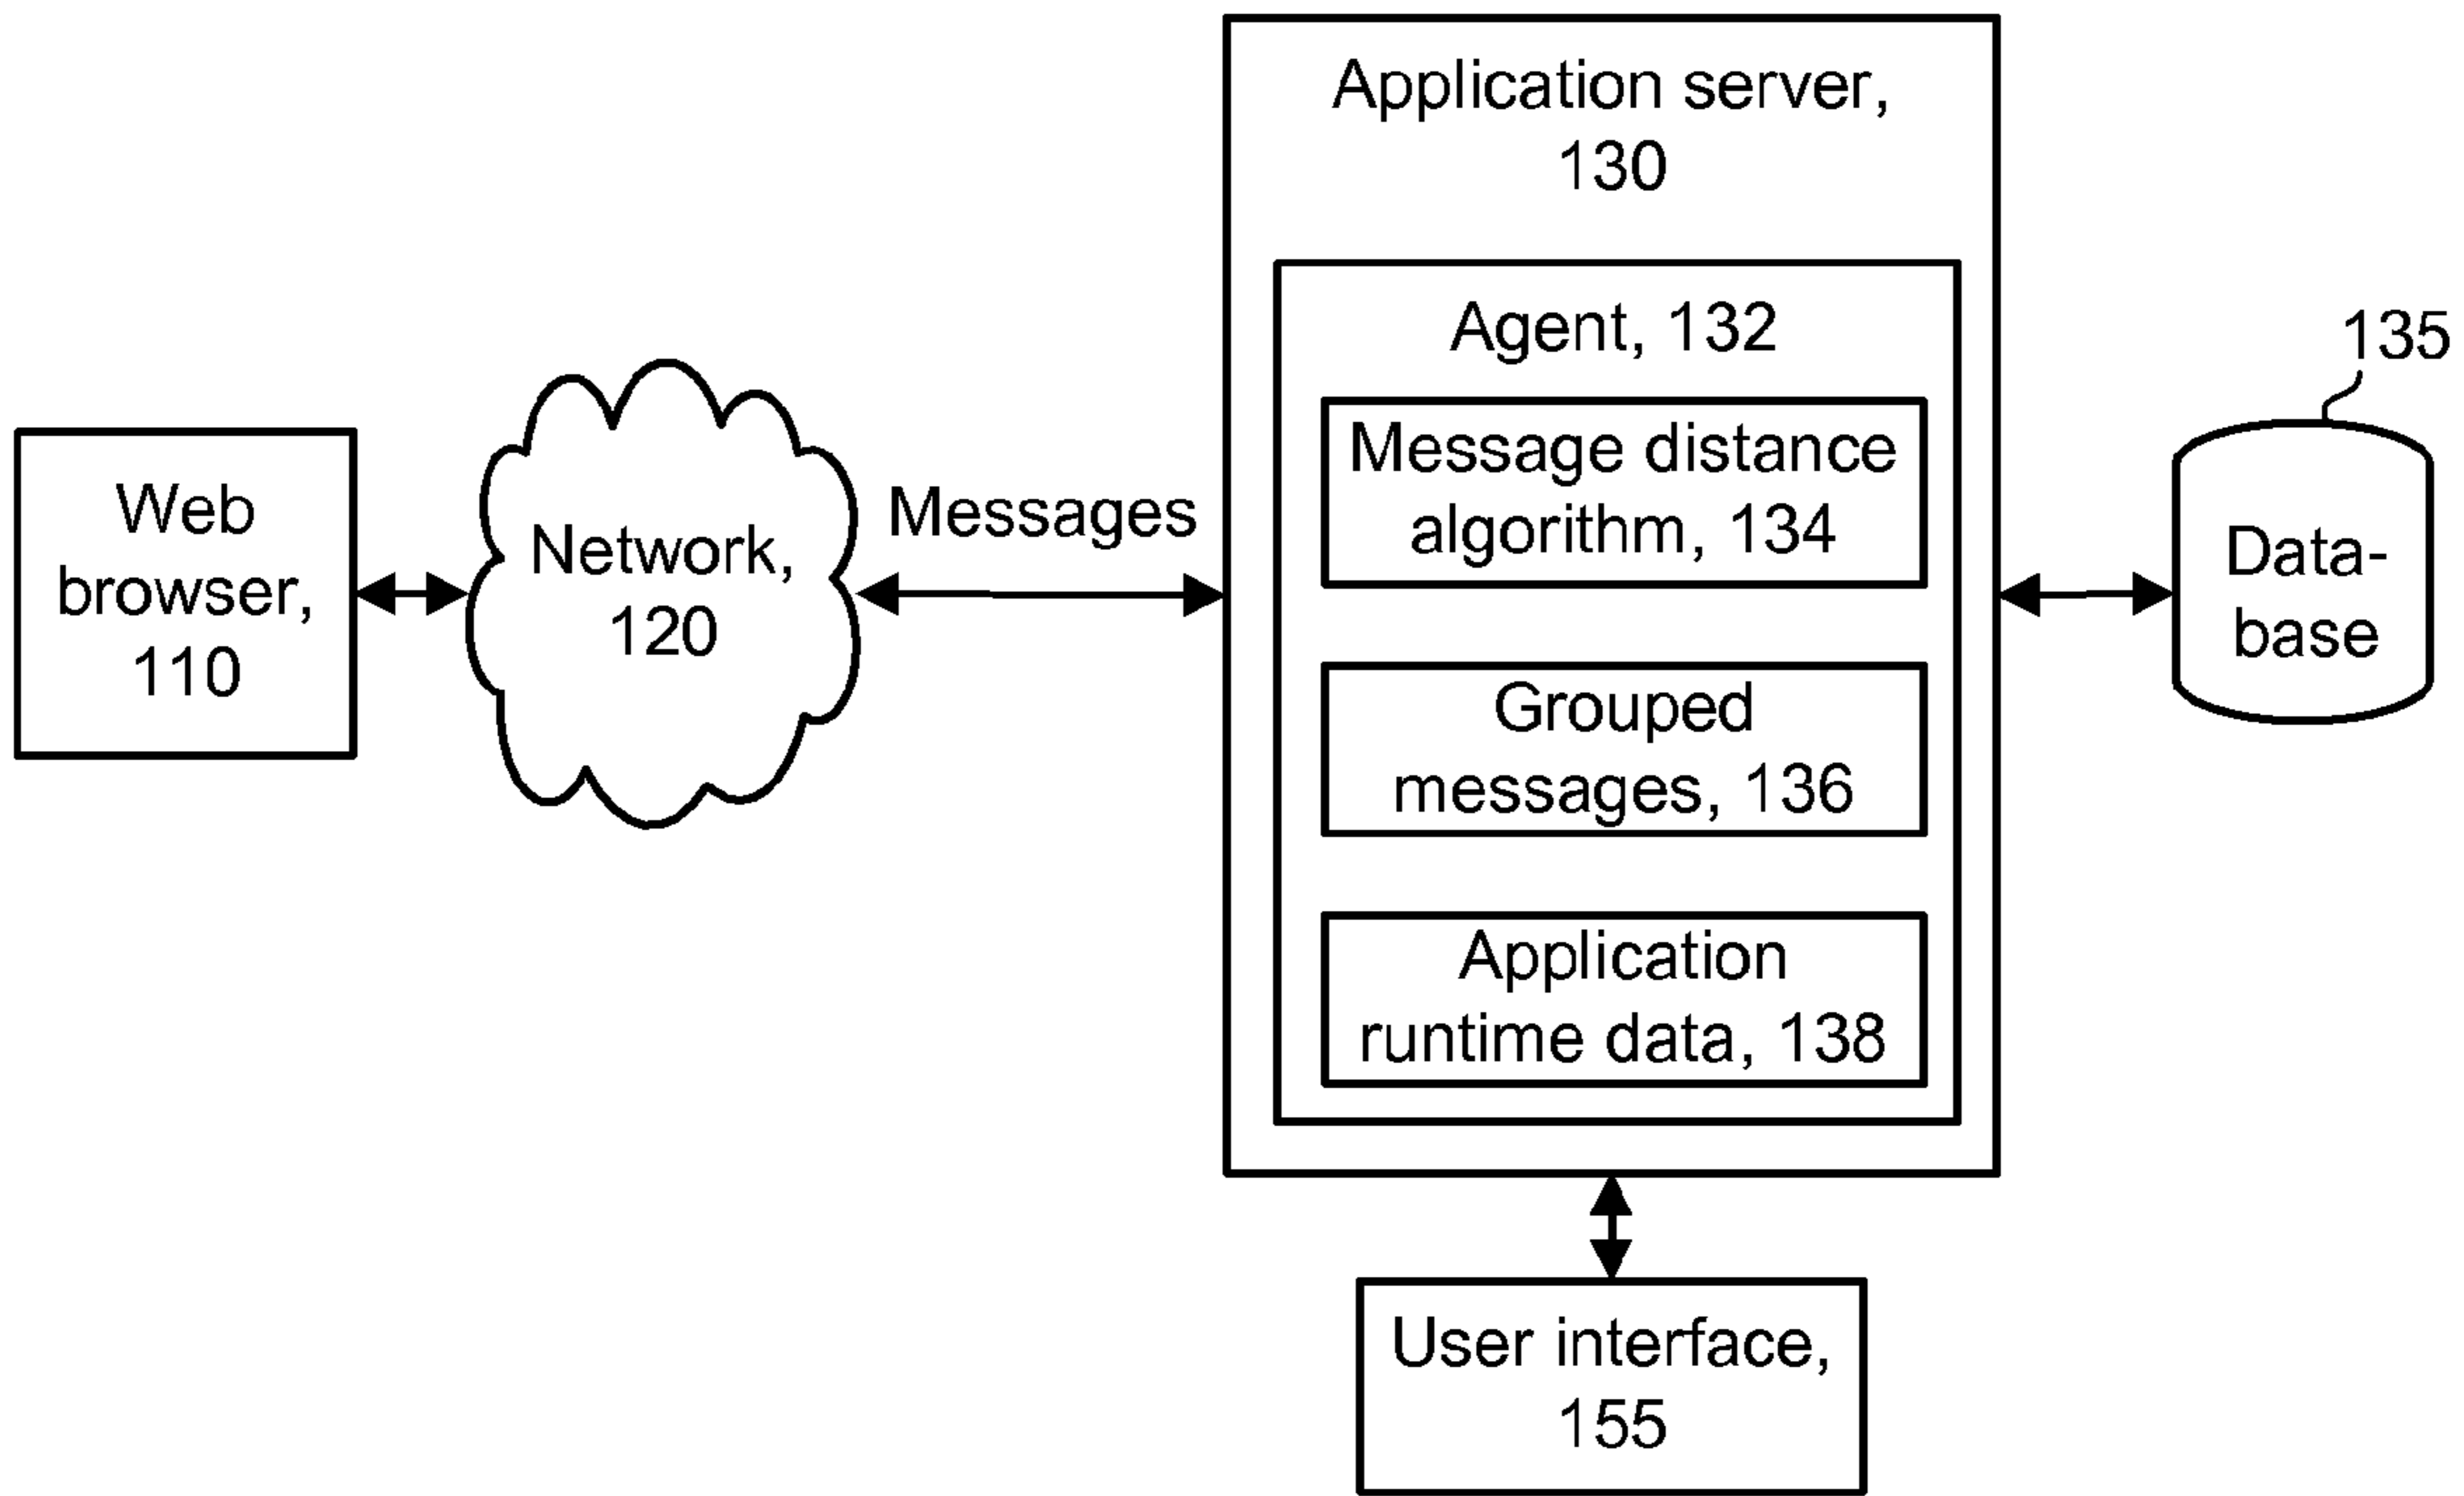 Application server,
130
Agent, 132
135
Message distance
algorithm, 134
Web
browser,
110
Network,
120
Messages
Data-
base
Grouped
messages, 136
Application
runtime data, 138
User interface,
155